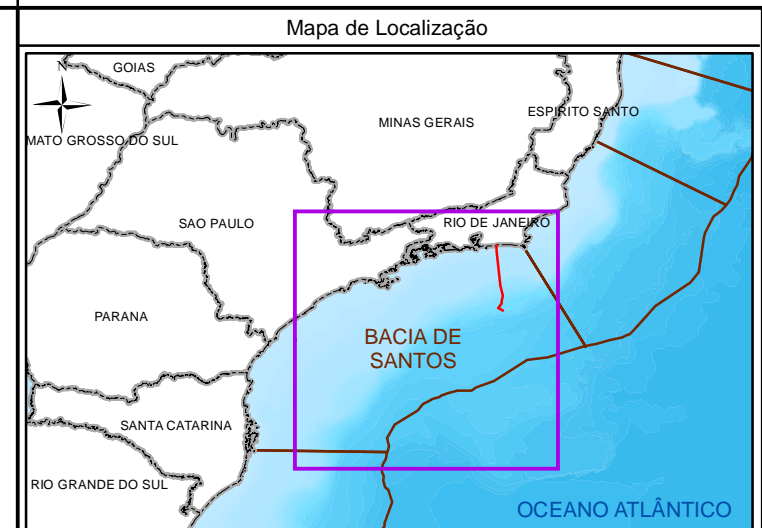 Mapa de Localização
N
GOIAS
MINAS GERAIS
ESPIRITO SANTO
MATO GROSSO DO SUL
SAO PAULO
RIO DE JANEIRO
PARANA
BACIA DE
SANTOS
SANTA CATARINA
RIO GRANDE DO SUL
OCEANO ATLÂNTICO